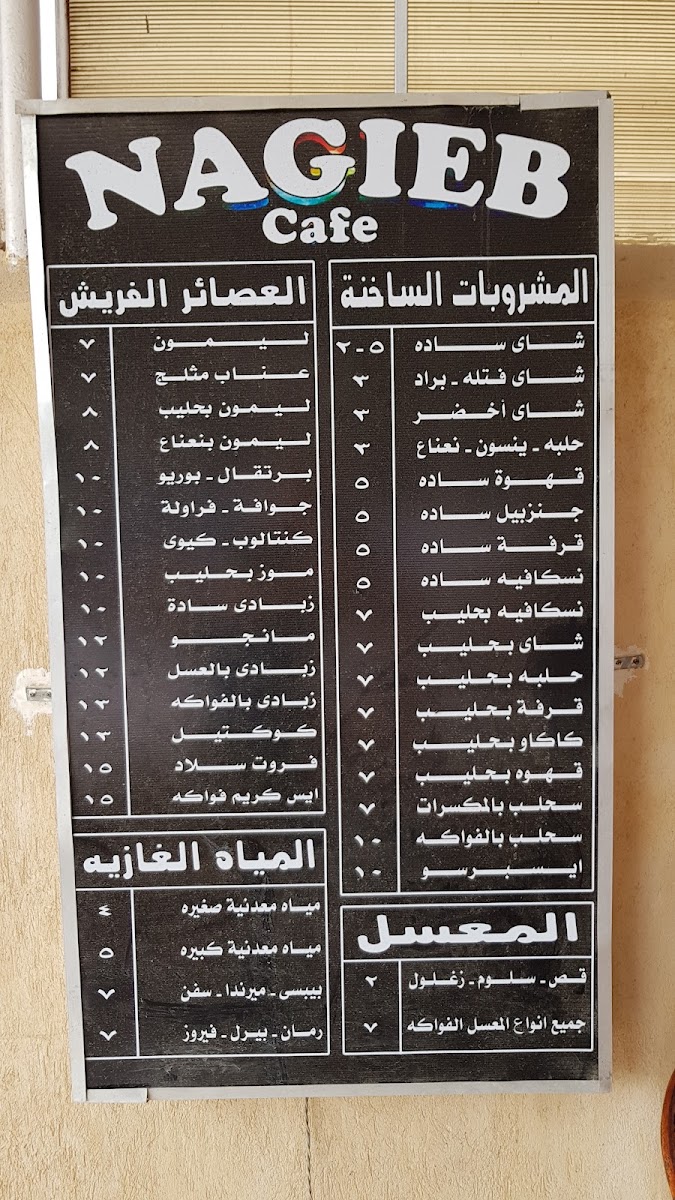 NAGIEB
Cafe
المشروبات الساخنة
شاى ساده ٥-٢
شاى فتله - براد ٣
شاى أخضر ٣
حلبه - ينسون - نعناع ٣
قهوة ساده ٥
جنزبيل ساده ٥
قرفة ساده ٥
نسكافيه ساده ٥
نسكافيه بحليب ٧
شاى بحليب ٧
حلبه بحليب ٧
قرفة بحليب ٧
كاكاو بحليب ٧
قهوه بحليب ٧
سحلب بالمكسرات ٧
سحلب بالفواكه ١٠
ايسبرسو ١٠
المعسل
قص - سلوم - زغلول ٢
جميع انواع المعسل الفواكه ٧
العصائر الفريش
ليمون ٧
عناب مثلج ٧
ليمون بحليب ٨
ليمون بنعناع ٨
برتقال - بوريو ١٠
جوافة - فراولة ١٠
كنتالوب - كيوى ١٠
موز بحليب ١٠
زبادى سادة ١٠
مانجو ١٢
زبادى بالعسل ١٢
زبادى بالفواكه ١٢
كوكتيل ١٢
فروت سلاد ١٥
ايس كريم فواكه ١٥
المياه الغازيه
مياه معدنية صغيره ٤
مياه معدنية كبيره ٥
بيبسى - ميرندا - سفن ٧
رمان - بيرل - فيروز ٧